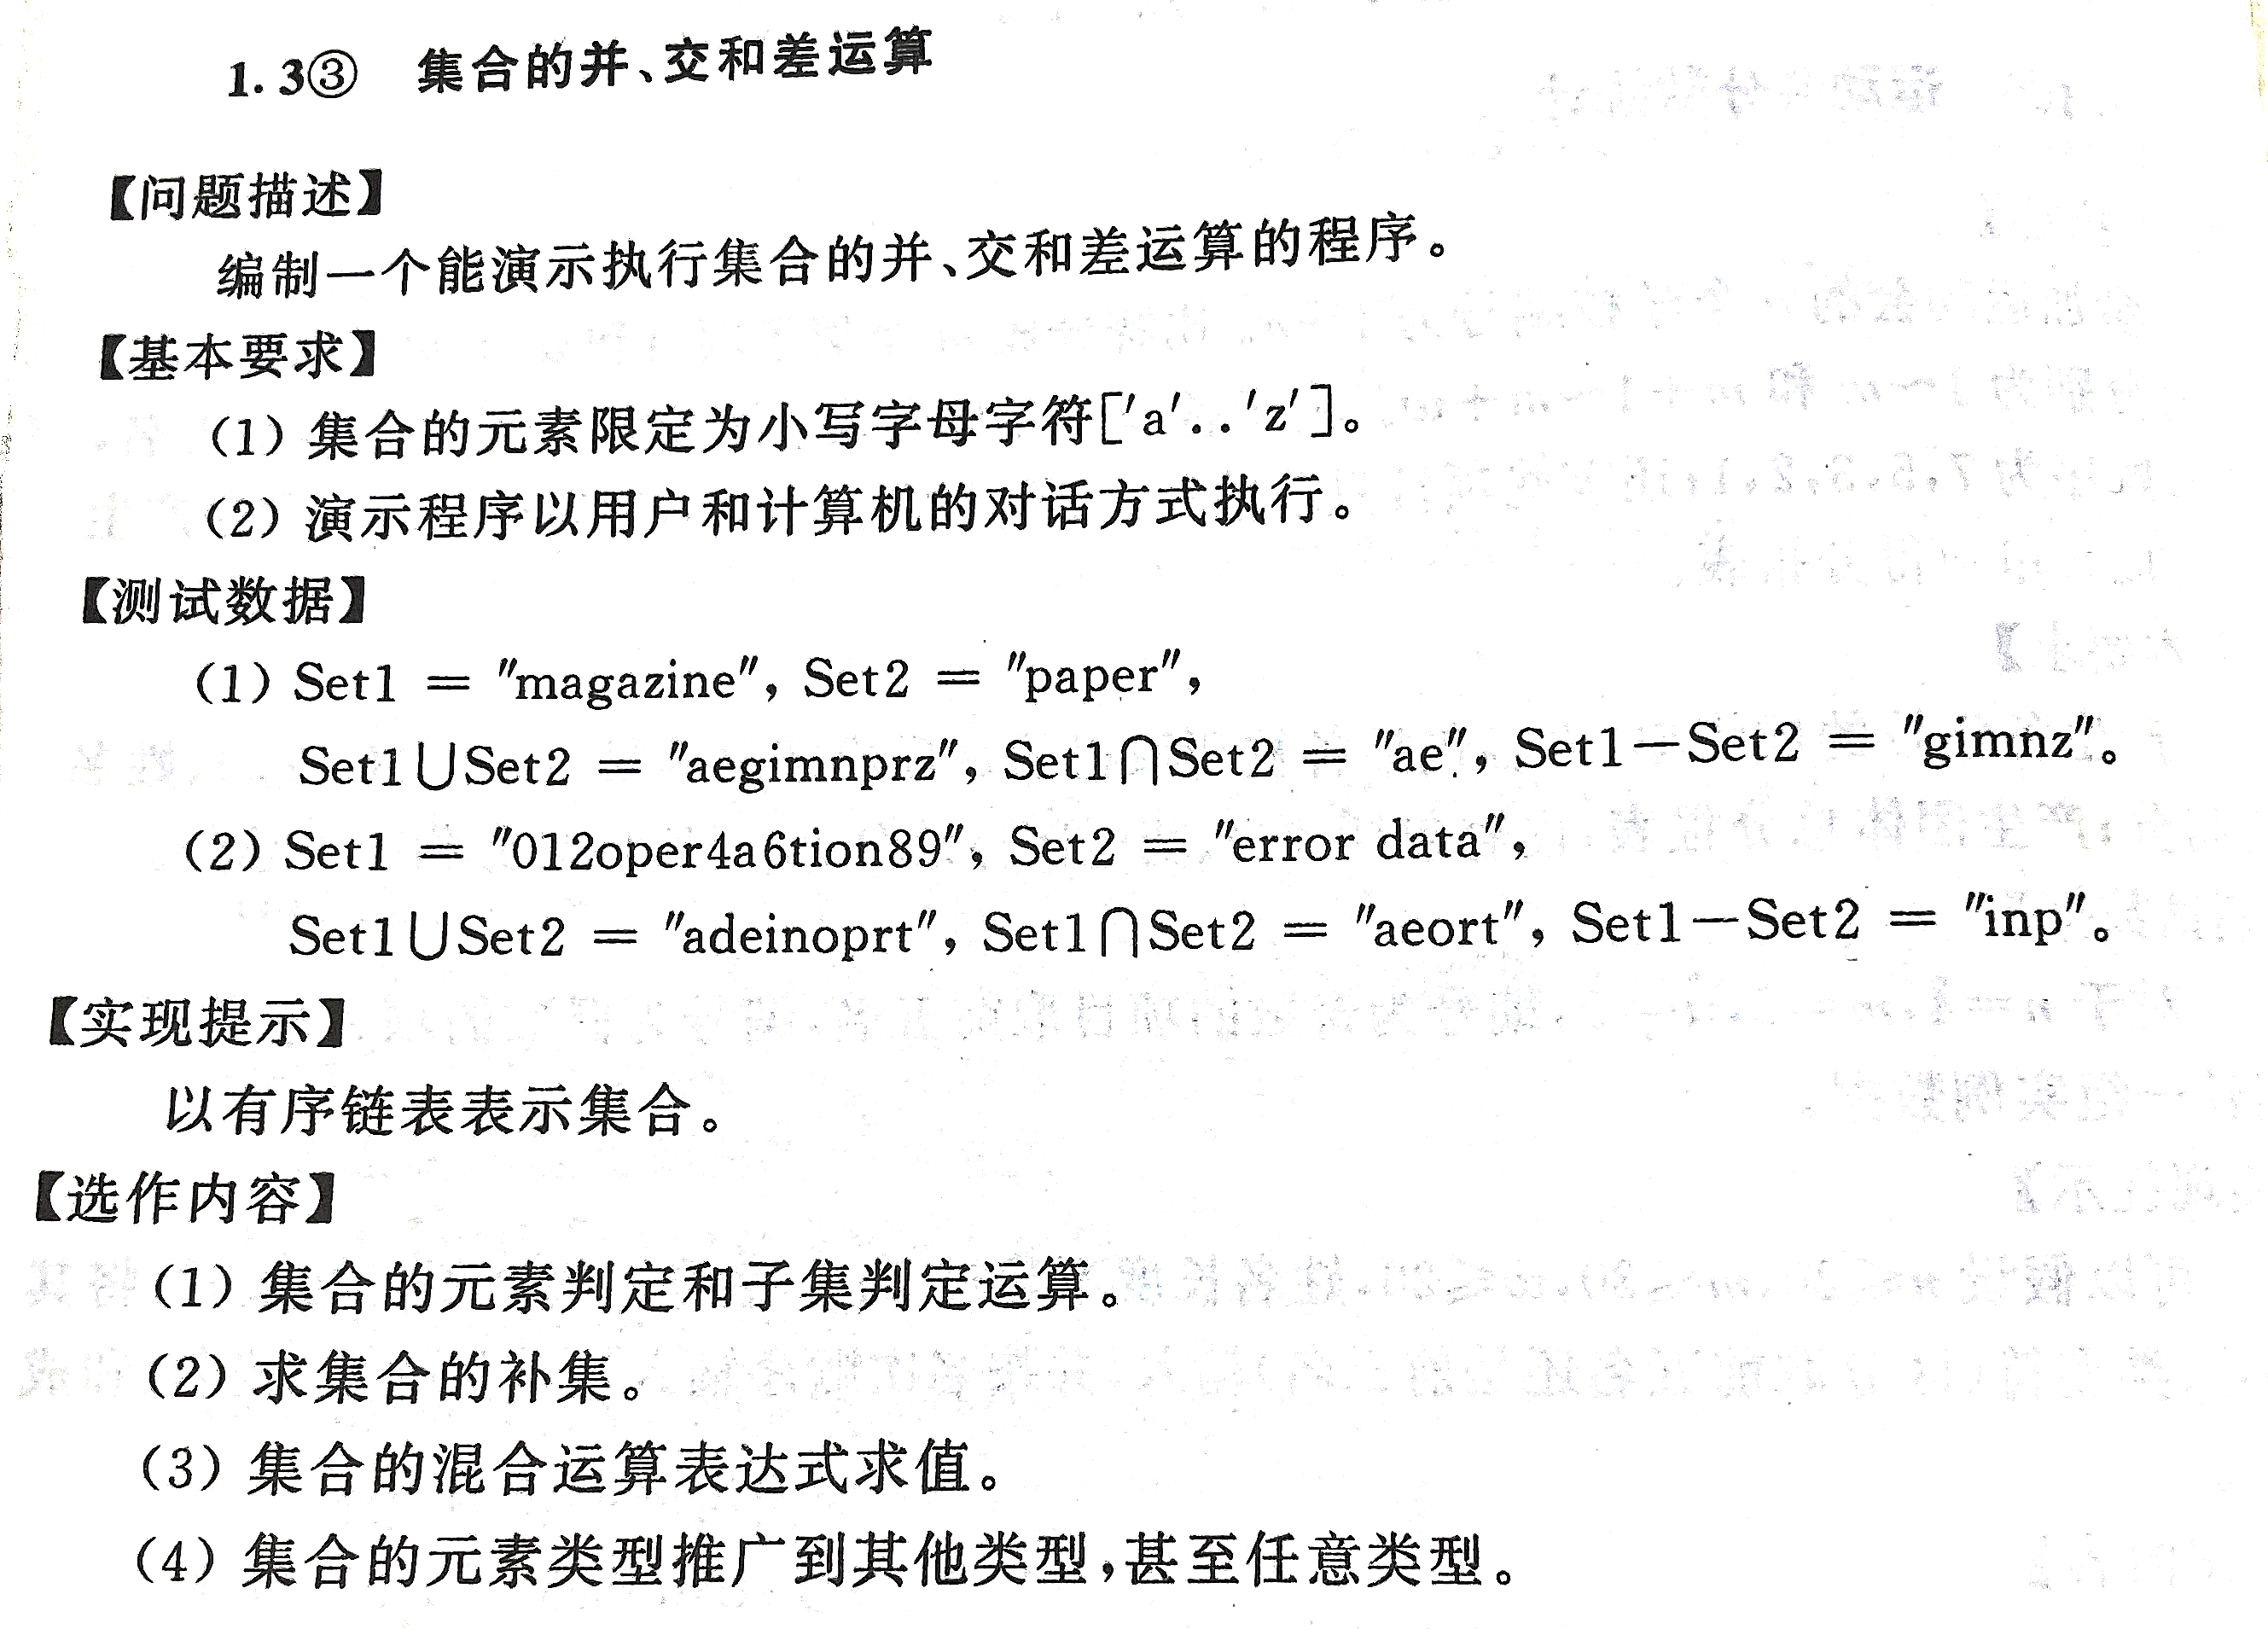 1.3③ 集合的并、交和差运算
【问题描述】
编制一个能演示执行集合的并、交和差运算的程序。
【基本要求】
(1) 集合的元素限定为小写字母字符['a'..'z']。
(2) 演示程序以用户和计算机的对话方式执行。
【测试数据】
(1) Set1 = "magazine", Set2 = "paper",
Set1∪Set2 = "aegimnprz", Set1∩Set2 = "ae", Set1－Set2 = "gimnz"。
(2) Set1 = "012oper4a6tion89", Set2 = "error data",
Set1∪Set2 = "adeinoprt", Set1∩Set2 = "aeort", Set1－Set2 = "inp"。
【实现提示】
以有序链表表示集合。
【选作内容】
(1) 集合的元素判定和子集判定运算。
(2) 求集合的补集。
(3) 集合的混合运算表达式求值。
(4) 集合的元素类型推广到其他类型,甚至任意类型。